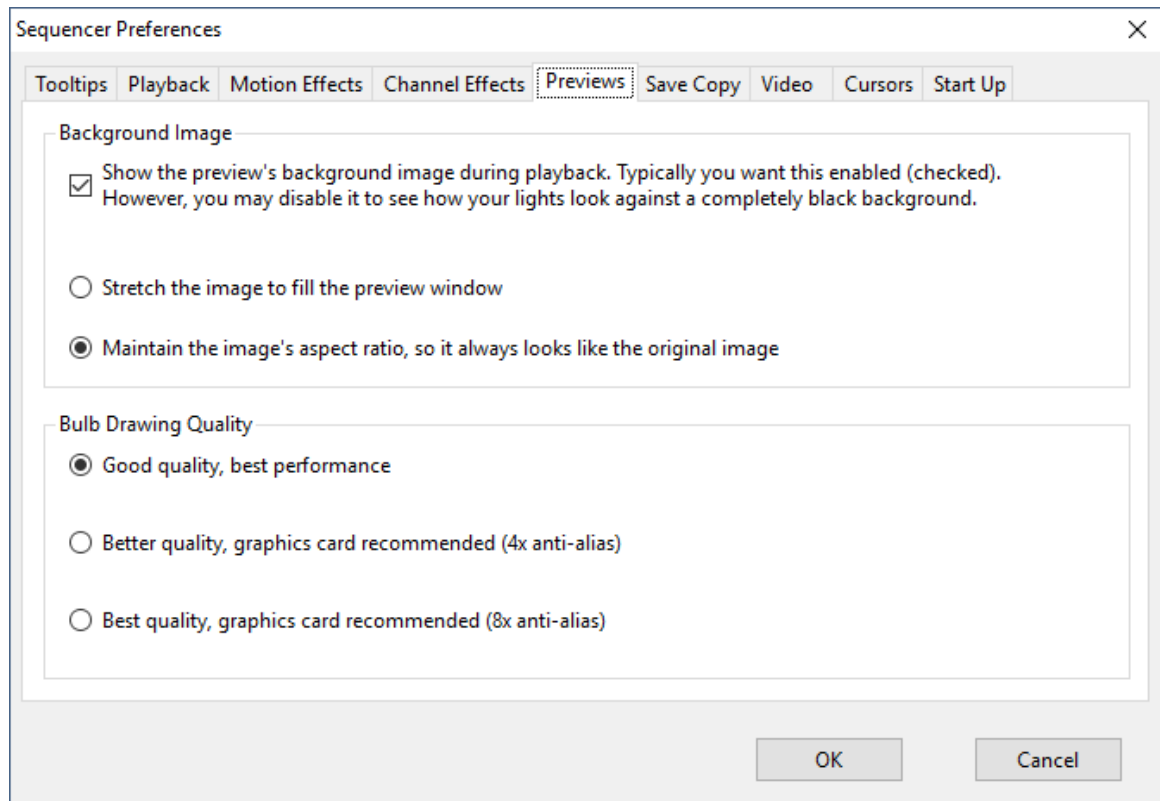 Sequencer Preferences
Tooltips Playback Motion Effects Channel Effects Previews Save Copy Video Cursors Start Up
Background Image
Show the preview's background image during playback. Typically you want this enabled (checked).
However, you may disable it to see how your lights look against a completely black background.
Stretch the image to fill the preview window
Maintain the image's aspect ratio, so it always looks like the original image
Bulb Drawing Quality
Good quality, best performance
Better quality, graphics card recommended (4x anti-alias)
Best quality, graphics card recommended (8x anti-alias)
OK Cancel